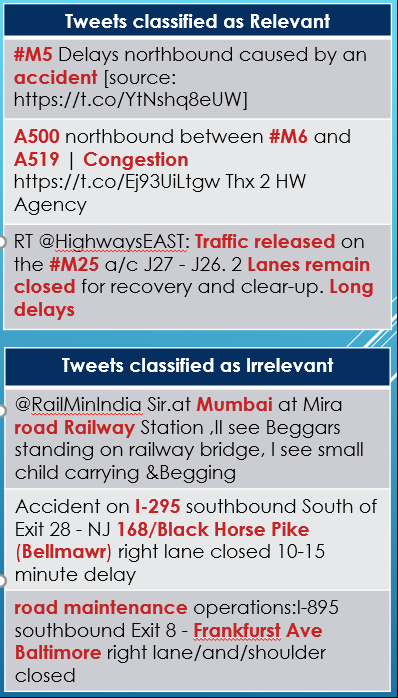 Tweets classified as Relevant
#M5 Delays northbound caused by an
accident [source:
https://t.co/YtNshq8eUW]
A500 northbound between #M6 and
A519 | Congestion
https://t.co/Ej93UiLtgw Thx 2 HW
Agency
RT @HighwaysEAST: Traffic released on
the #M25 a/c J27 - J26. 2 Lanes remain
closed for recovery and clear-up. Long
delays
Tweets classified as Irrelevant
@RailMinIndia Sir.at Mumbai at Mira
road Railway Station ,II see Beggars
standing on railway bridge, I see small
child carrying &Begging
Accident on I-295 southbound South of
Exit 28 - NJ 168/Black Horse Pike
(Bellmawr) right lane closed 10-15
minute delay
road maintenance operations:I-895
southbound Exit 8 - Frankfurst Ave
Baltimore right lane/and/shoulder
closed